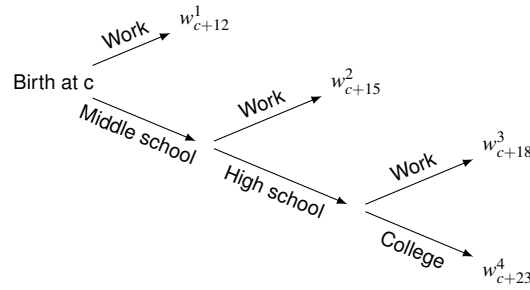 Work
w^1_{c+12}
Birth at c
Middle school
Work
w^2_{c+15}
High school
Work
w^3_{c+18}
College
w^4_{c+23}